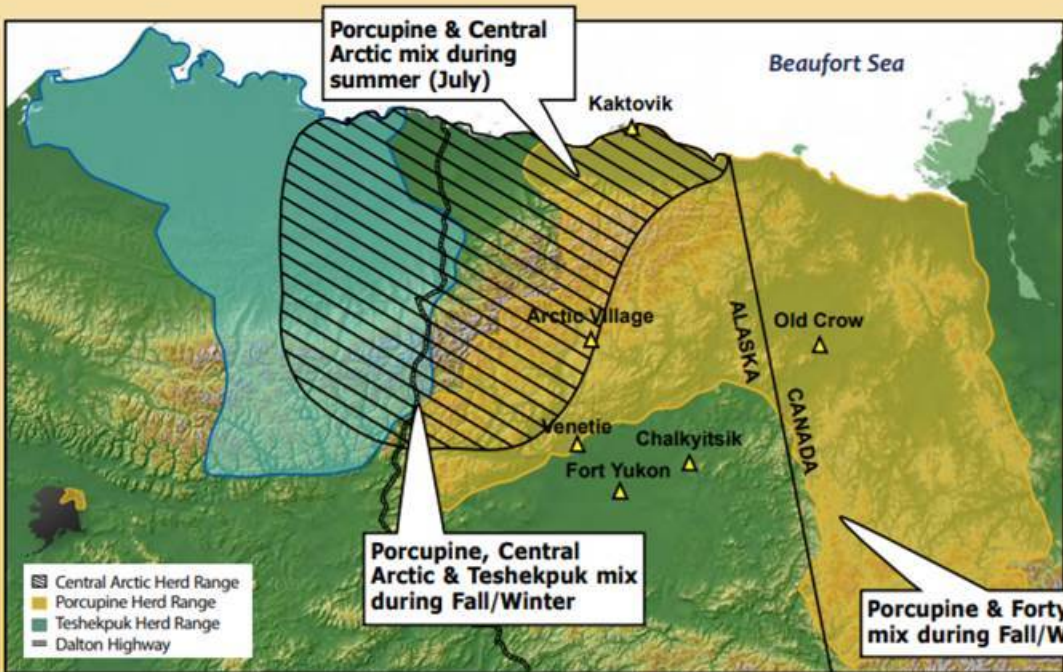 Porcupine & Central
Arctic mix during
summer (July)
Beaufort Sea
Kaktovik
Arctic Village
Old Crow
ALASKA
CANADA
Venetie
Chalkyitsik
Fort Yukon
Porcupine, Central
Arctic & Teshekpuk mix
during Fall/Winter
Porcupine & Forty
mix during Fall/W
Central Arctic Herd Range
Porcupine Herd Range
Teshekpuk Herd Range
Dalton Highway